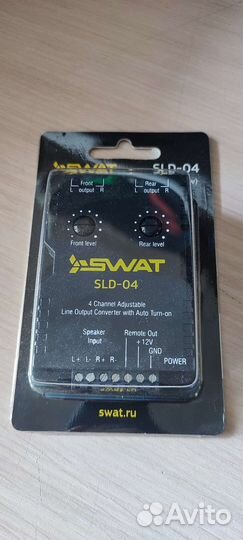 SWAT SLD-04
Front Rear
L output R L output R
Front level Rear level
SWAT
SLD-04
4 Channel Adjustable
Line Output Converter with Auto Turn-on
Speaker Remote Out
Input +12V
GND
L+ L- R+ R- POWER
swat.ru
Avito